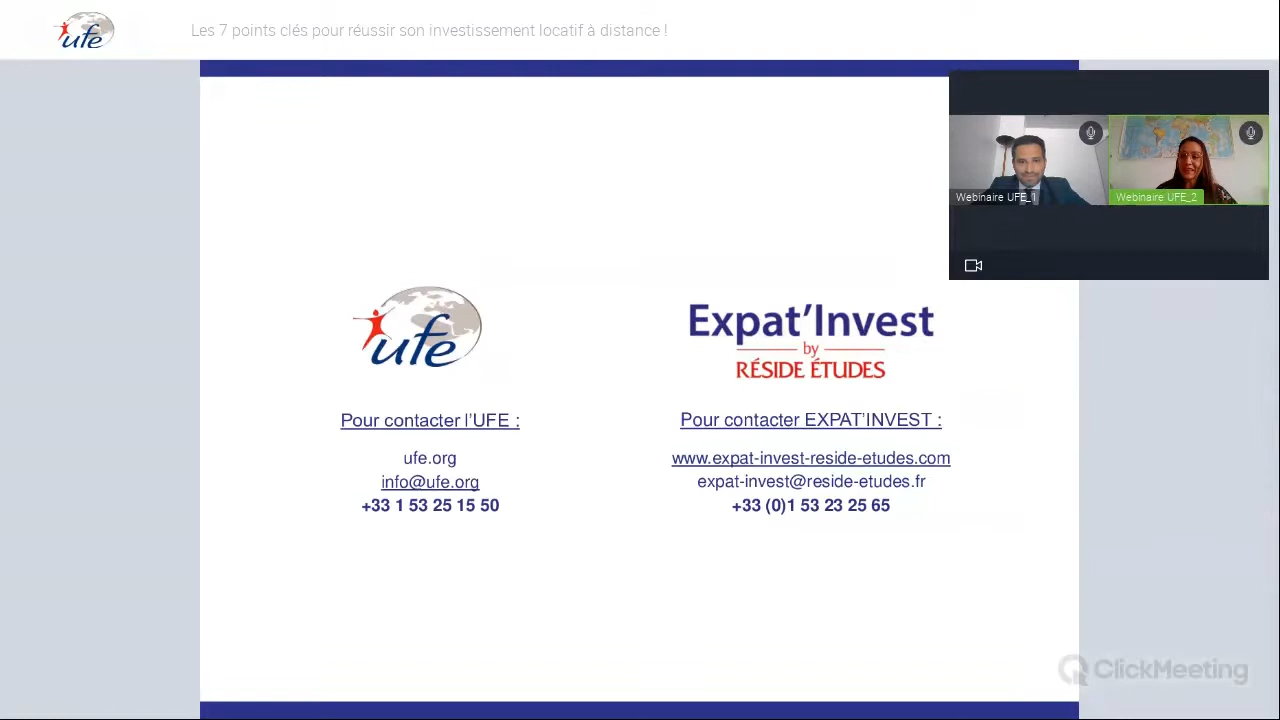 ufe
Les 7 points clés pour réussir son investissement locatif à distance !
Webinaire UFE_1
Webinaire UFE_2
ufe
Expat'Invest
by
RÉSIDE ÉTUDES
Pour contacter l'UFE :
ufe.org
info@ufe.org
+33 1 53 25 15 50
Pour contacter EXPAT'INVEST :
www.expat-invest-reside-etudes.com
expat-invest@reside-etudes.fr
+33 (0)1 53 23 25 65
ClickMeeting